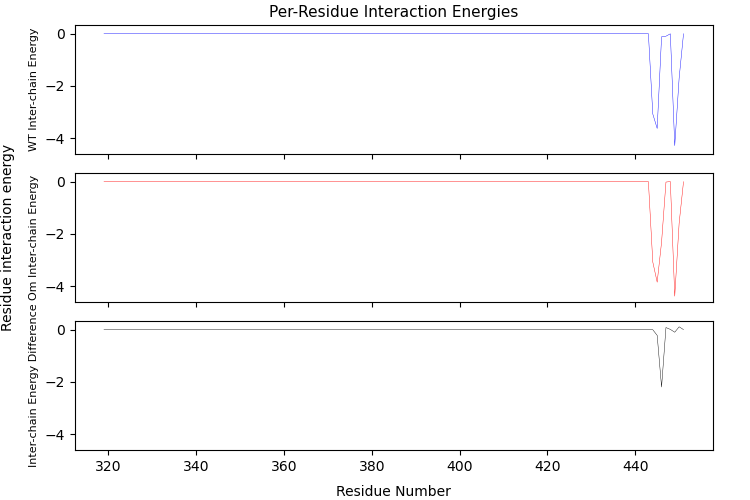 Per-Residue Interaction Energies
Residue interaction energy
WT Inter-chain Energy
0
−2
−4
Om Inter-chain Energy
0
−2
−4
Inter-chain Energy Difference
0
−2
−4
320 340 360 380 400 420 440
Residue Number